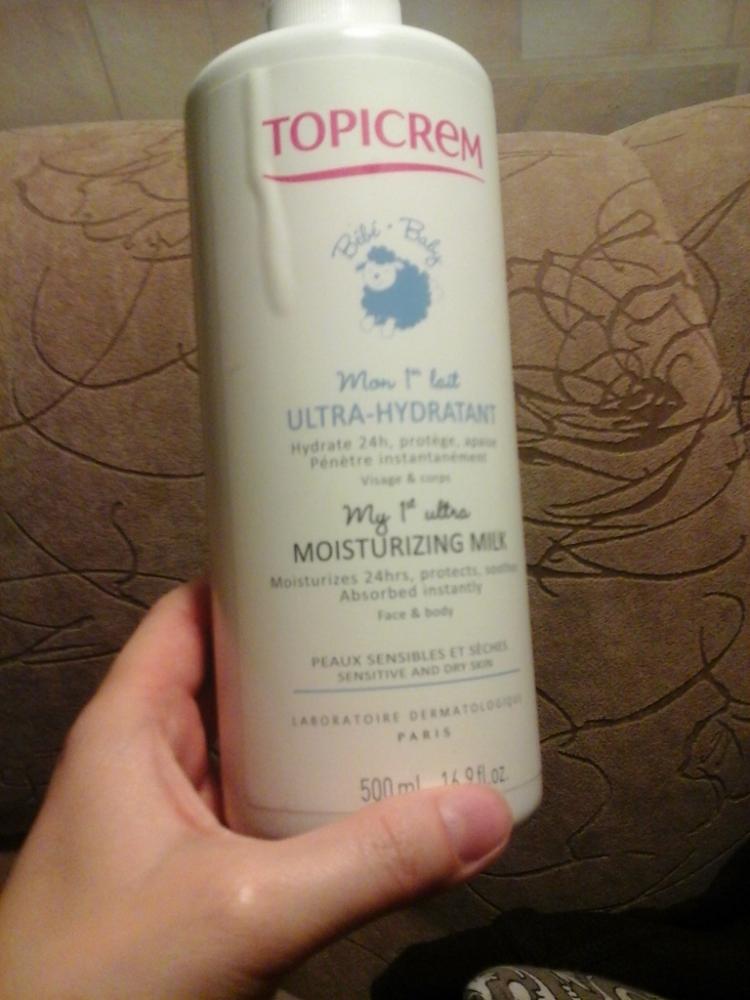 TOPICREM
Bébé - Baby
Mon 1er lait
ULTRA-HYDRATANT
Hydrate 24h, protège, apaise
Pénètre instantanément
Visage & corps
My 1st ultra
MOISTURIZING MILK
Moisturizes 24hrs, protects, soothes
Absorbed instantly
Face & body
PEAUX SENSIBLES ET SÈCHES
SENSITIVE AND DRY SKIN
LABORATOIRE DERMATOLOGIQUE
PARIS
500 ml 16.9 fl.oz.